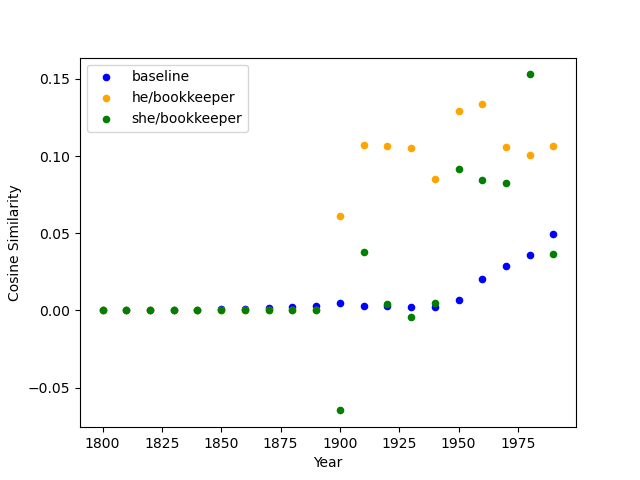 baseline
he/bookkeeper
she/bookkeeper
0.15
0.10
0.05
0.00
−0.05
Cosine Similarity
1800 1825 1850 1875 1900 1925 1950 1975
Year